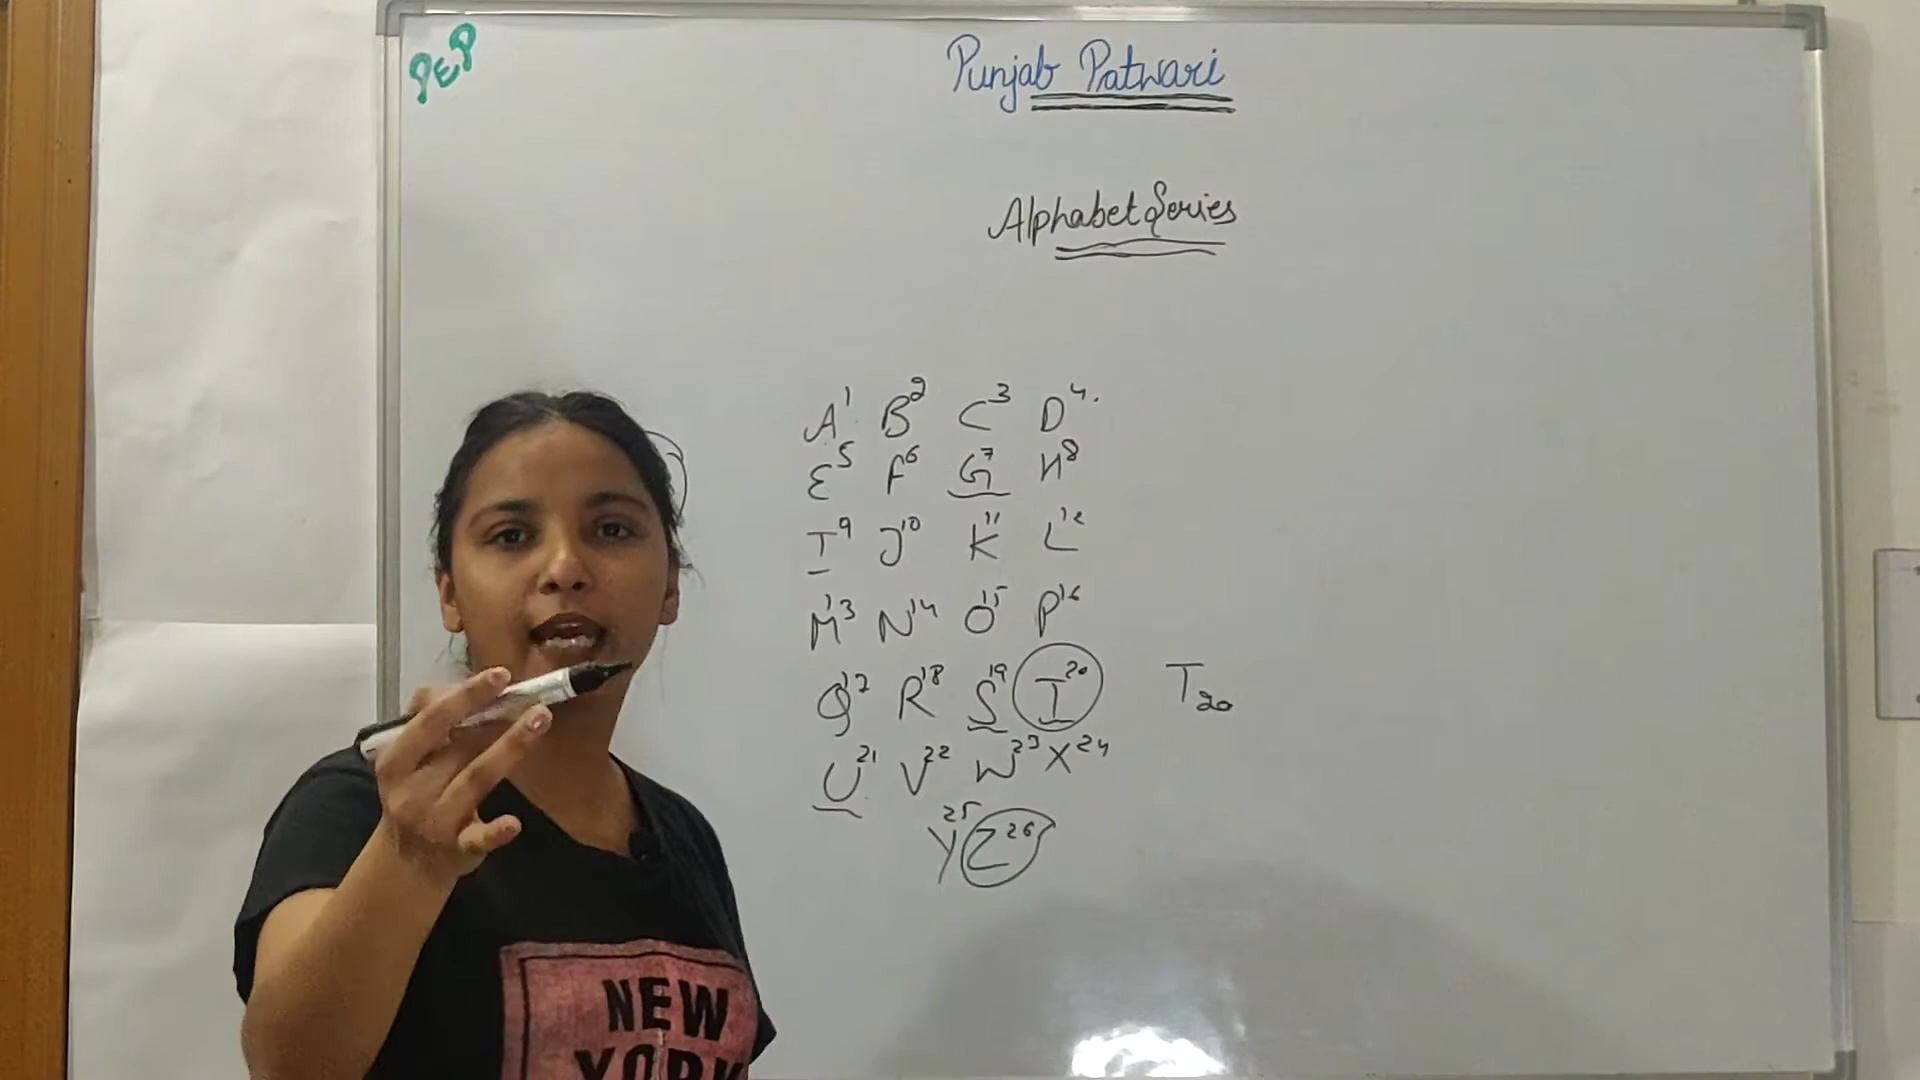 PEP
Punjab Patwari
Alphabet Series
A¹ B² C³ D⁴.
E⁵ F⁶ G⁷ H⁸
I⁹ J¹⁰ K¹¹ L¹²
M¹³ N¹⁴ O¹⁵ P¹⁶
Q¹⁷ R¹⁸ S¹⁹ T²⁰ T₂₀
U²¹ V²² W²³ X²⁴
Y²⁵ Z²⁶
NEW
YORK